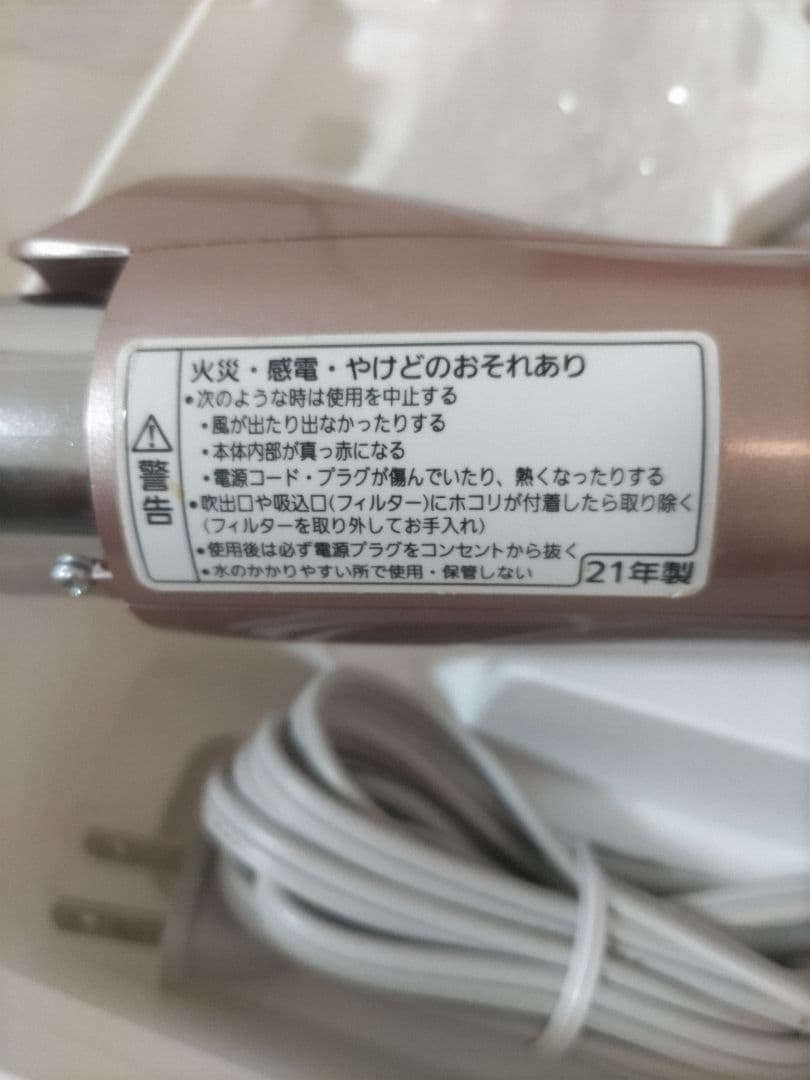 警告
火災・感電・やけどのおそれあり
•次のような時は使用を中止する
・風が出たり出なかったりする
・本体内部が真っ赤になる
・電源コード・プラグが傷んでいたり、熱くなったりする
•吹出口や吸込口(フィルター)にホコリが付着したら取り除く
(フィルターを取り外してお手入れ)
•使用後は必ず電源プラグをコンセントから抜く
•水のかかりやすい所で使用・保管しない
21年製